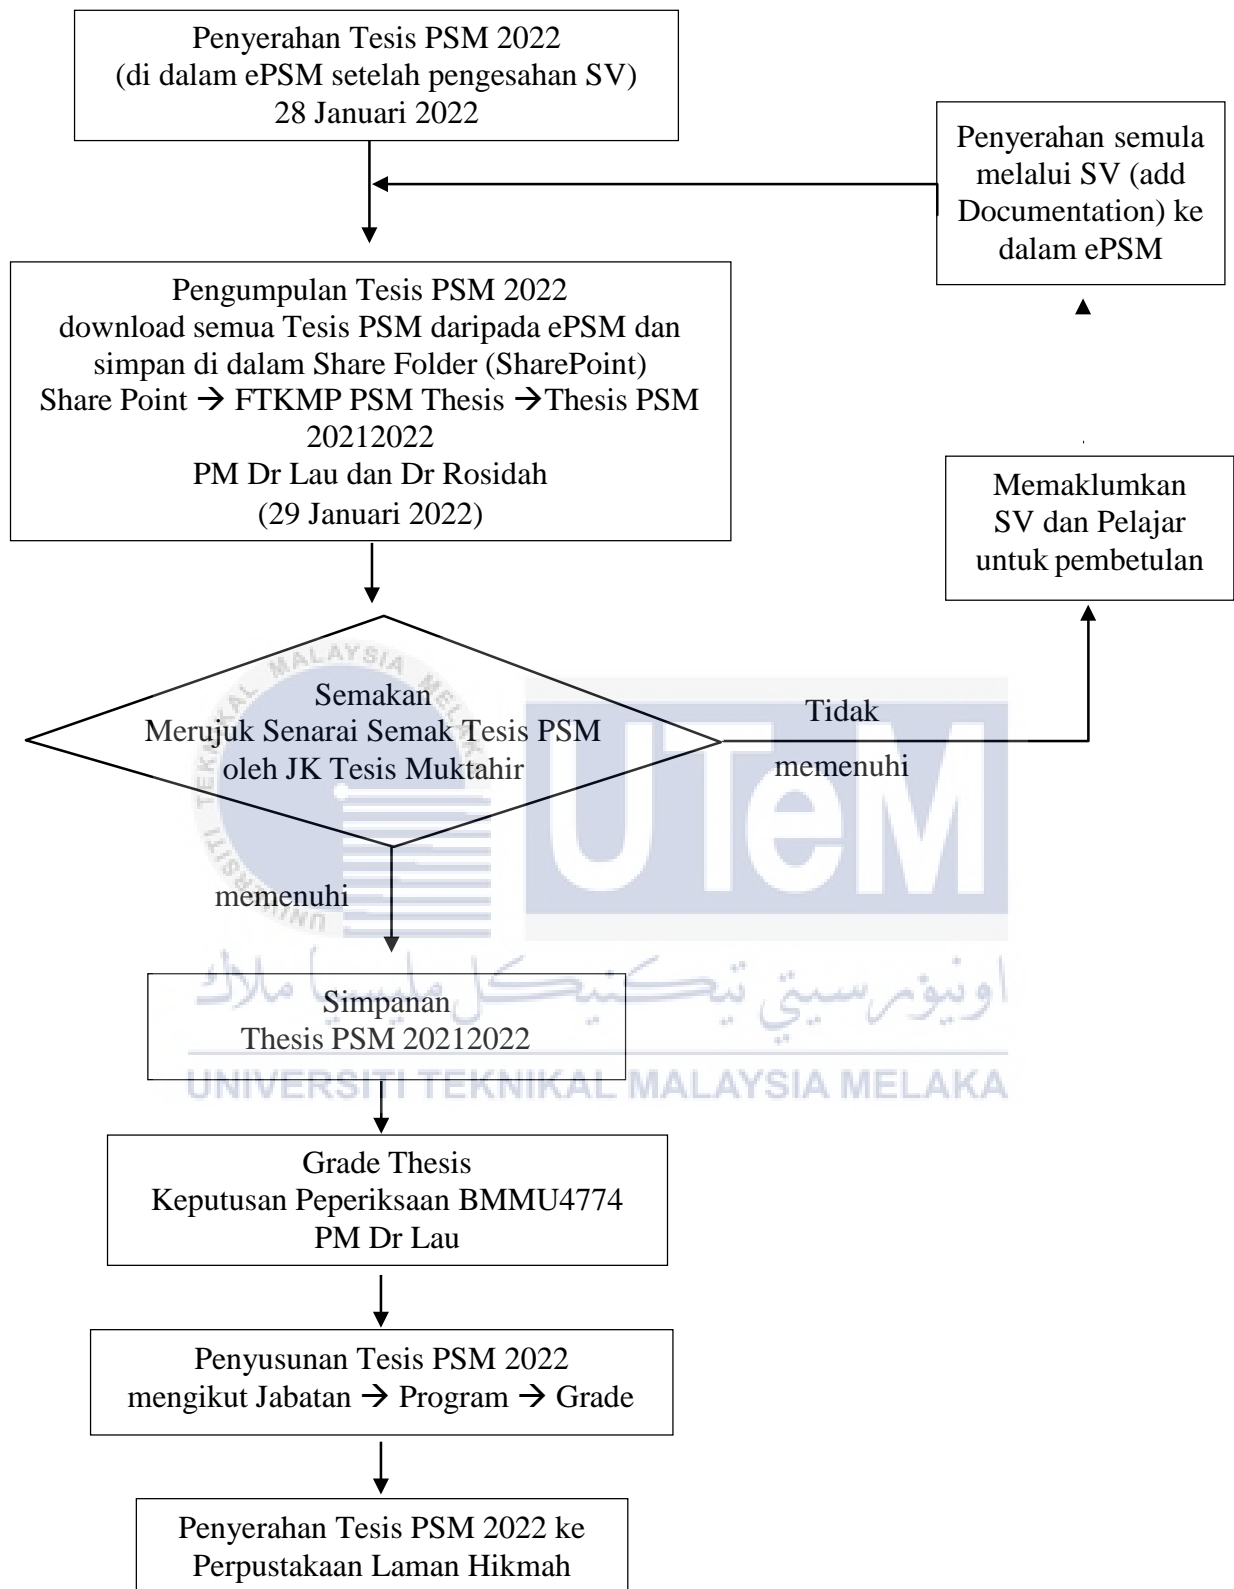 Penyerahan Tesis PSM 2022
(di dalam ePSM setelah pengesahan SV)
28 Januari 2022
Penyerahan semula
melalui SV (add
Documentation) ke
dalam ePSM
Pengumpulan Tesis PSM 2022
download semua Tesis PSM daripada ePSM dan
simpan di dalam Share Folder (SharePoint)
Share Point → FTKMP PSM Thesis →Thesis PSM
20212022
PM Dr Lau dan Dr Rosidah
(29 Januari 2022)
Memaklumkan
SV dan Pelajar
untuk pembetulan
Semakan
Merujuk Senarai Semak Tesis PSM
oleh JK Tesis Muktahir
Tidak
memenuhi
memenuhi
UNIVERSITI TEKNIKAL MALAYSIA MELAKA
UTeM
اونيۏرسيتي تيكنيكل مليسيا ملاك
UNIVERSITI TEKNIKAL MALAYSIA MELAKA
Simpanan
Thesis PSM 20212022
Grade Thesis
Keputusan Peperiksaan BMMU4774
PM Dr Lau
Penyusunan Tesis PSM 2022
mengikut Jabatan → Program → Grade
Penyerahan Tesis PSM 2022 ke
Perpustakaan Laman Hikmah